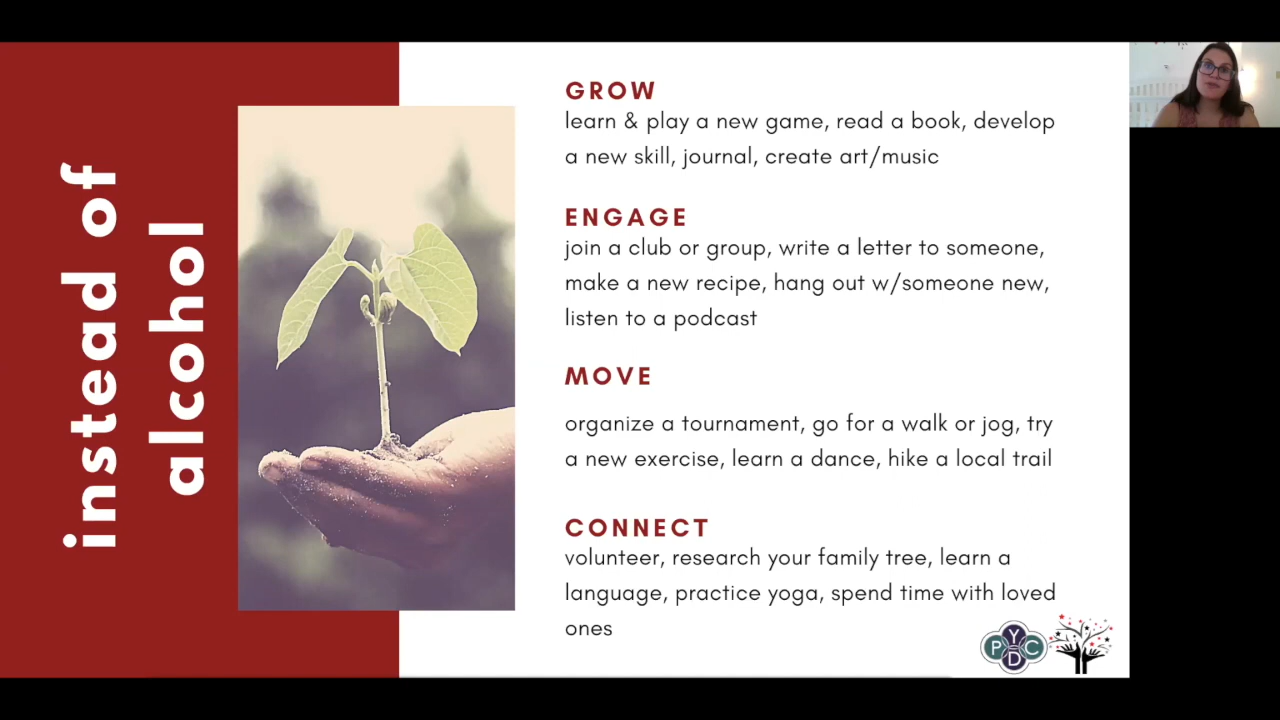 instead of
alcohol
GROW
learn & play a new game, read a book, develop
a new skill, journal, create art/music
ENGAGE
join a club or group, write a letter to someone,
make a new recipe, hang out w/someone new,
listen to a podcast
MOVE
organize a tournament, go for a walk or jog, try
a new exercise, learn a dance, hike a local trail
CONNECT
volunteer, research your family tree, learn a
language, practice yoga, spend time with loved
ones
Y
P C
D